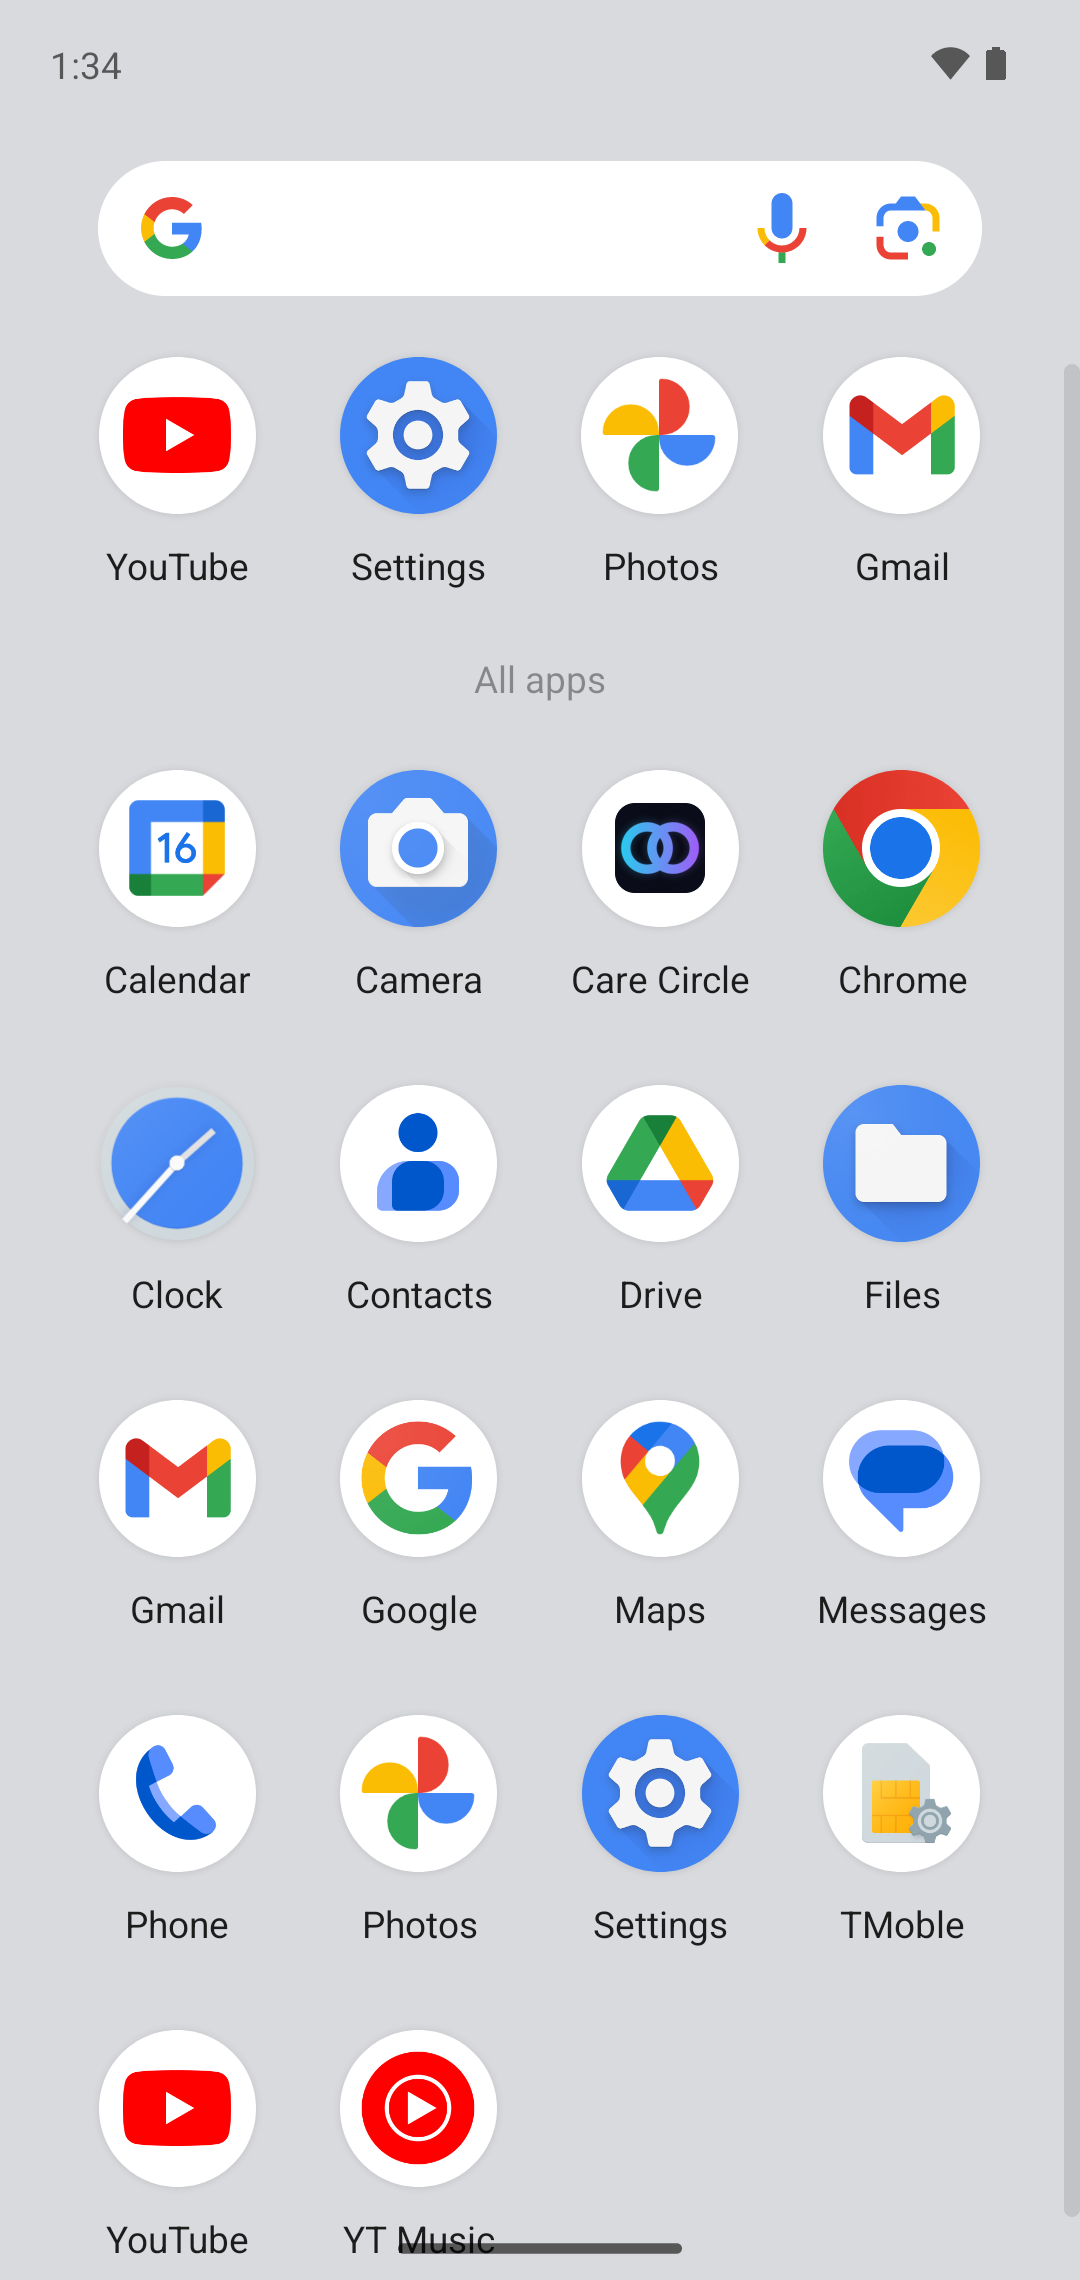 1:34
YouTube Settings Photos Gmail
All apps
16
Calendar Camera Care Circle Chrome
Clock Contacts Drive Files
Gmail Google Maps Messages
Phone Photos Settings TMoble
YouTube YT Music